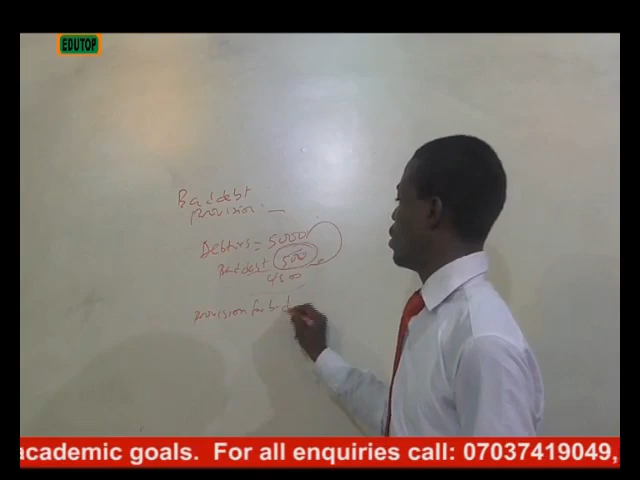 EDUTOP
Bad debt
provision:
Debtors = 5000
Bad debt 500
4500
provision for bad
academic goals. For all enquiries call: 07037419049,